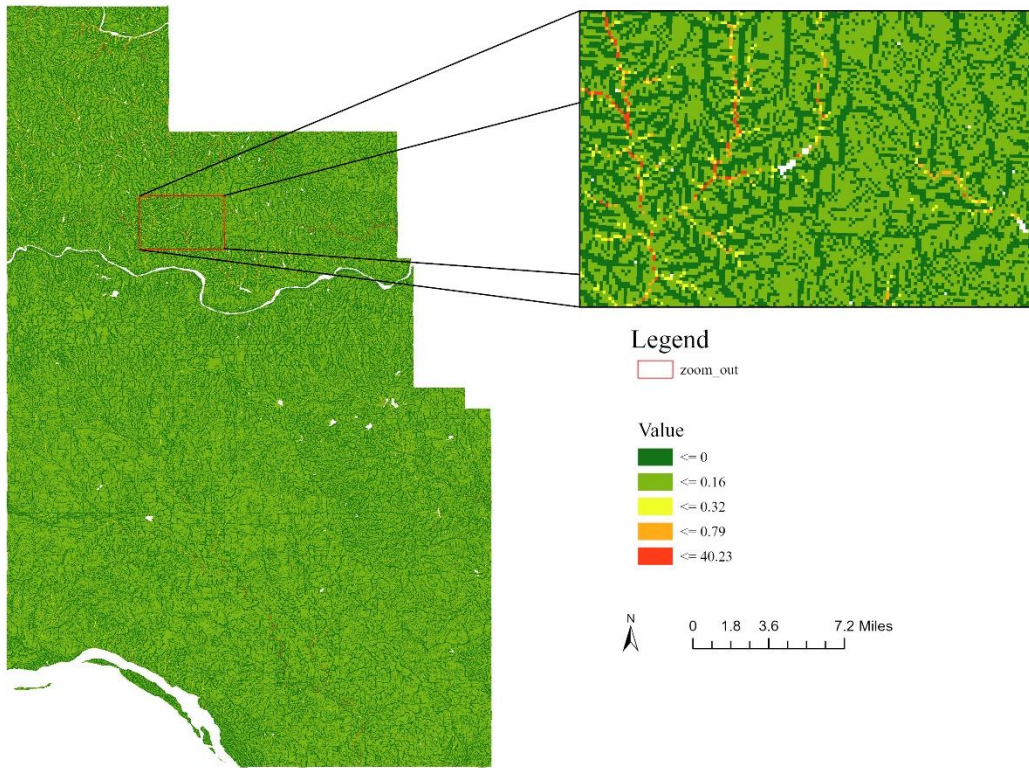 Legend
zoom_out
Value
<= 0
<= 0.16
<= 0.32
<= 0.79
<= 40.23
N
0 1.8 3.6 7.2 Miles